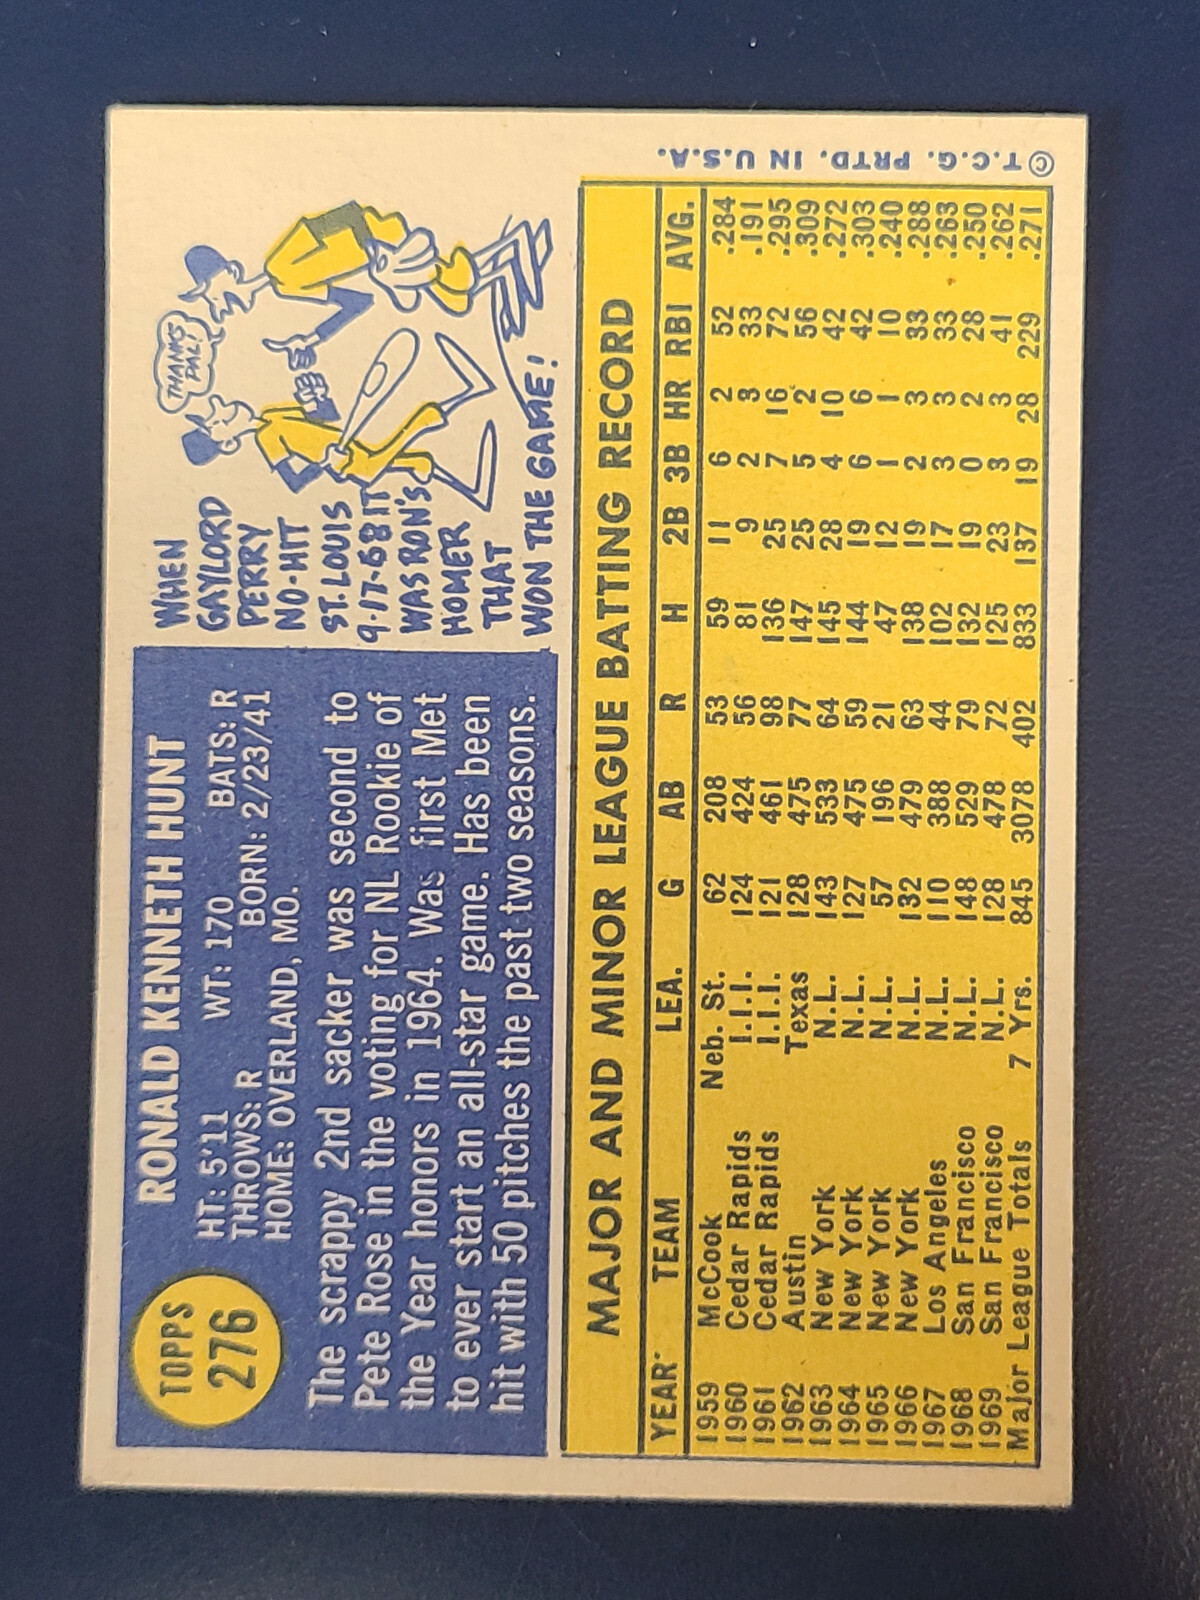 TOPPS
276
RONALD KENNETH HUNT
HT: 5'11 WT: 170 BATS: R
THROWS: R BORN: 2/23/41
HOME: OVERLAND, MO.
The scrappy 2nd sacker was second to
Pete Rose in the voting for NL Rookie of
the Year honors in 1964. Was first Met
to ever start an all-star game. Has been
hit with 50 pitches the past two seasons.
WHEN
GAYLORD
PERRY
NO-HIT
ST. LOUIS
9-17-68 IT
WAS RON'S
HOMER
THAT
WON THE GAME!
THANKS
PAL!
MAJOR AND MINOR LEAGUE BATTING RECORD
YEAR TEAM LEA. G AB R H 2B 3B HR RBI AVG.
1959 McCook Neb. St. 62 208 53 59 11 6 2 52 .284
1960 Cedar Rapids I.I.I. 124 424 56 81 9 2 3 33 .191
1961 Cedar Rapids I.I.I. 121 461 98 136 25 7 16 72 .295
1962 Austin Texas 128 475 77 147 25 5 2 56 .309
1963 New York N.L. 143 533 64 145 28 4 10 42 .272
1964 New York N.L. 127 475 59 144 19 6 6 42 .303
1965 New York N.L. 57 196 21 47 12 1 1 10 .240
1966 New York N.L. 132 479 63 138 19 2 3 33 .288
1967 Los Angeles N.L. 110 388 44 102 17 3 3 33 .263
1968 San Francisco N.L. 148 529 79 132 19 0 2 28 .250
1969 San Francisco N.L. 128 478 72 125 23 3 3 41 .262
Major League Totals 7 Yrs. 845 3078 402 833 137 19 28 229 .271
© T.C.G. PRTD. IN U.S.A.